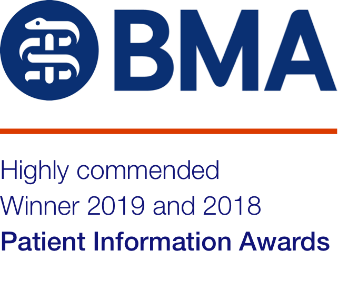 BMA
Highly commended
Winner 2019 and 2018
Patient Information Awards